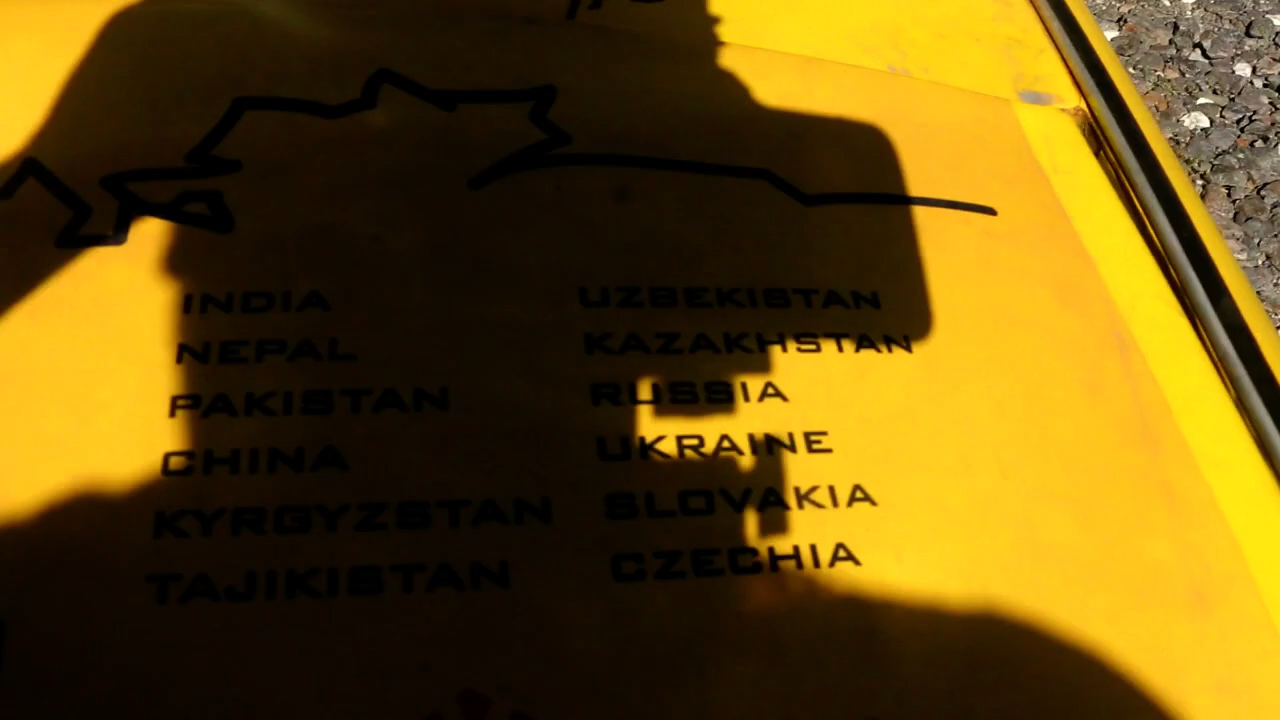 INDIA
NEPAL
PAKISTAN
CHINA
KYRGYZSTAN
TAJIKISTAN
UZBEKISTAN
KAZAKHSTAN
RUSSIA
UKRAINE
SLOVAKIA
CZECHIA